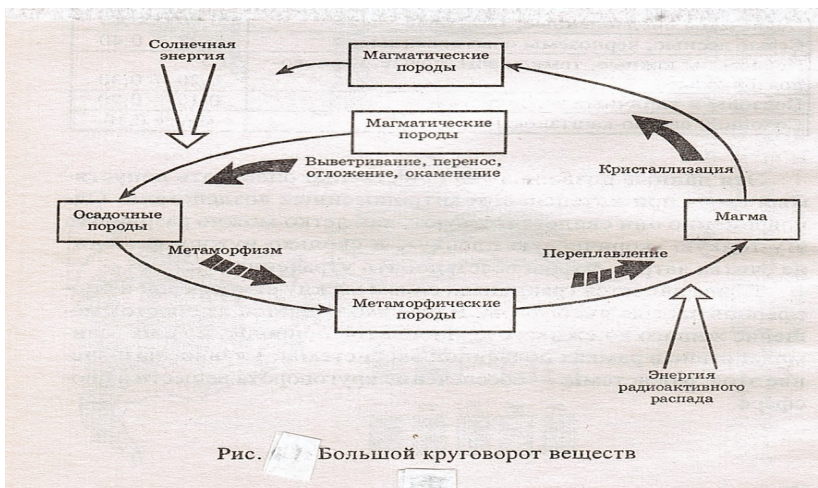 Солнечная
энергия
Магматические
породы
Магматические
породы
Выветривание, перенос,
отложение, окаменение
Кристаллизация
Осадочные
породы
Магма
Метаморфизм
Переплавление
Метаморфические
породы
Энергия
радиоактивного
распада
Рис. Большой круговорот веществ